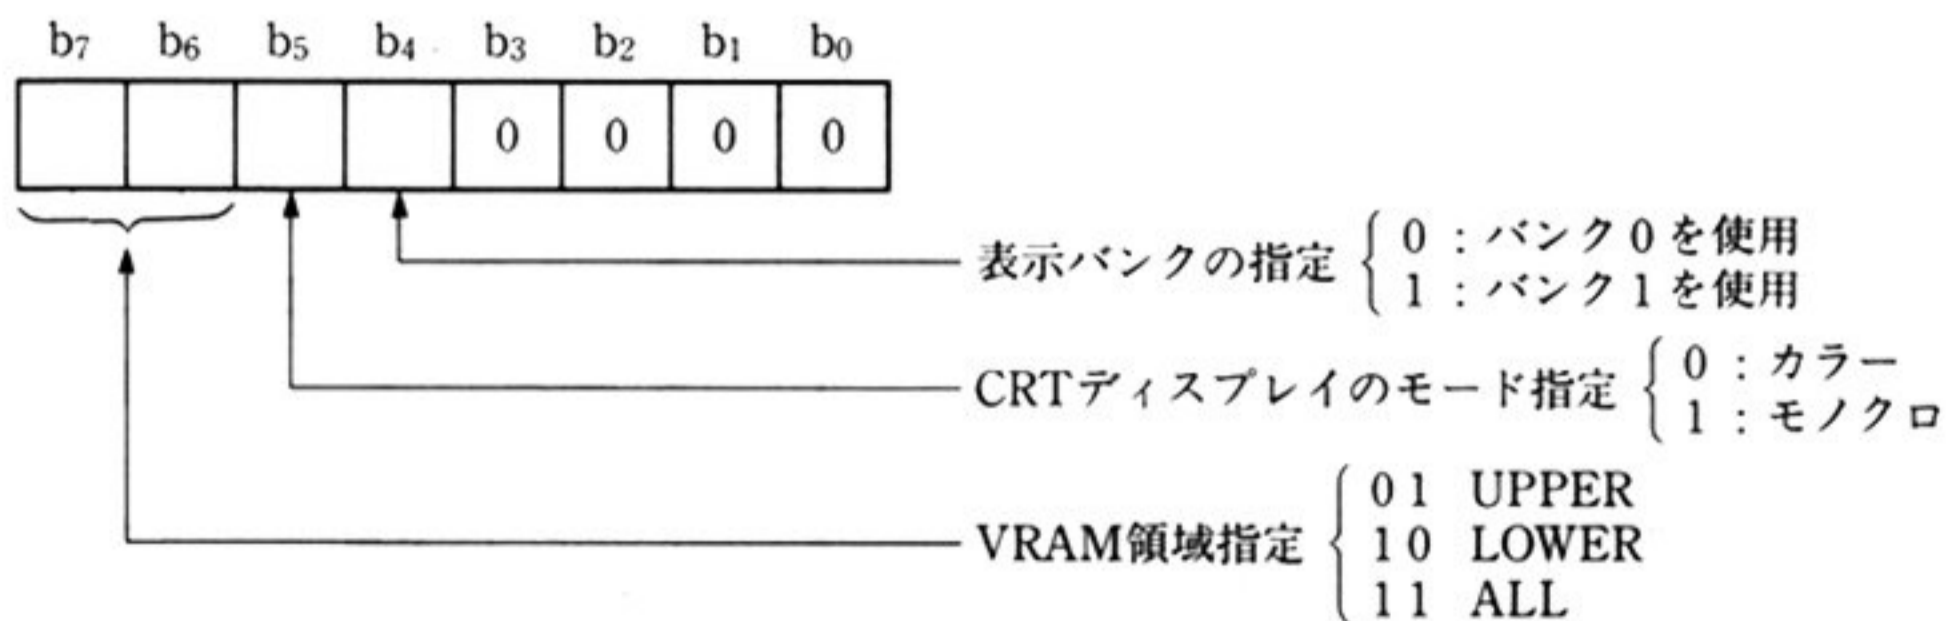 b7 b6 b5 b4 b3 b2 b1 b0
0 0 0 0
表示バンクの指定 { 0 : バンク0を使用
1 : バンク1を使用
CRTディスプレイのモード指定 { 0 : カラー
1 : モノクロ
VRAM領域指定 { 01 UPPER
10 LOWER
11 ALL